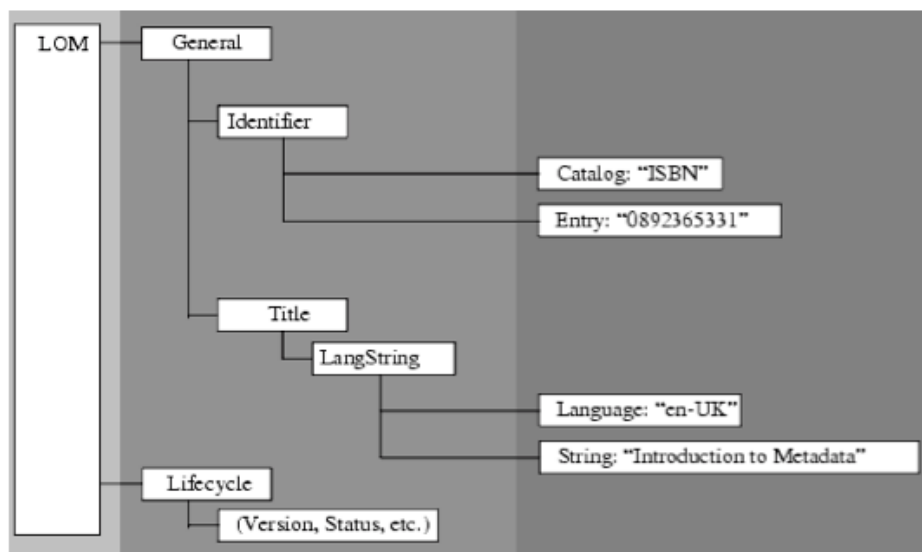 LOM
General
Identifier
Catalog: “ISBN”
Entry: “0892365331”
Title
LangString
Language: “en-UK”
String: “Introduction to Metadata”
Lifecycle
(Version, Status, etc.)